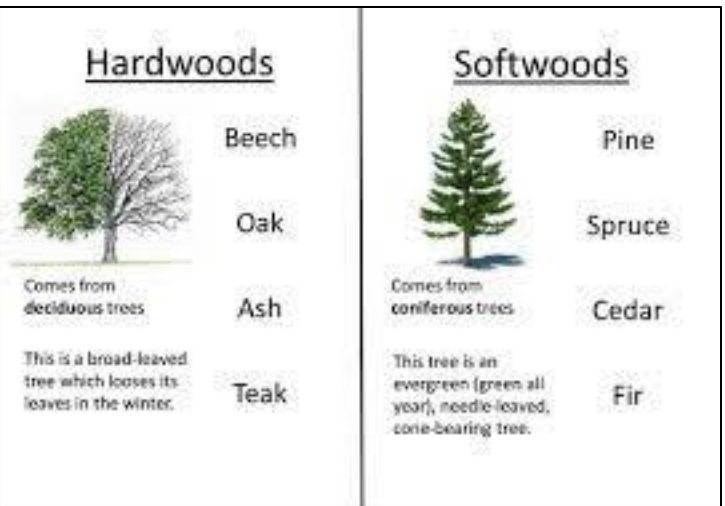 Hardwoods
Beech
Oak
Ash
Teak
Comes from
deciduous trees
This is a broad-leaved
tree which looses its
leaves in the winter.
Softwoods
Pine
Spruce
Cedar
Fir
Comes from
coniferous trees
This tree is an
evergreen (green all
year), needle-leaved,
cone-bearing tree.